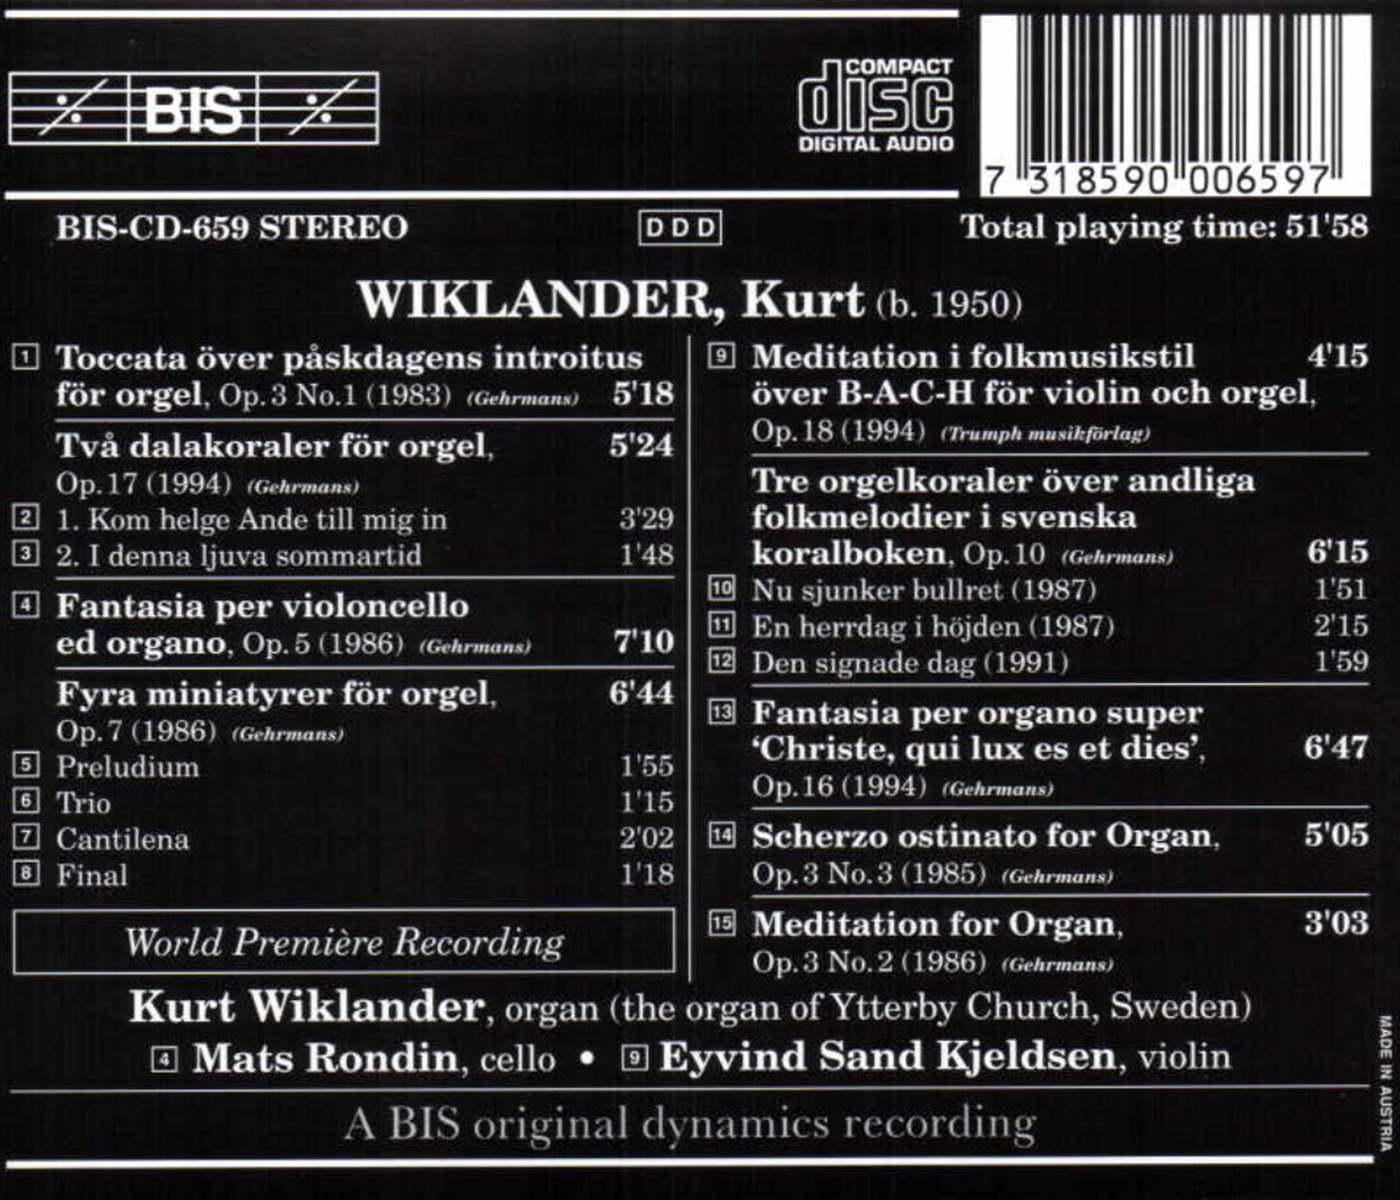 BIS
COMPACT
disc
DIGITAL AUDIO
7 318590 006597
BIS-CD-659 STEREO
DDD
Total playing time: 51'58
WIKLANDER, Kurt (b. 1950)
1 Toccata över påskdagens introitus
för orgel, Op. 3 No.1 (1983) (Gehrmans) 5'18
Två dalakoraler för orgel, 5'24
Op. 17 (1994) (Gehrmans)
2 1. Kom helge Ande till mig in 3'29
3 2. I denna ljuva sommartid 1'48
4 Fantasia per violoncello
ed organo, Op. 5 (1986) (Gehrmans) 7'10
Fyra miniatyrer för orgel, 6'44
Op. 7 (1986) (Gehrmans)
5 Preludium 1'55
6 Trio 1'15
7 Cantilena 2'02
8 Final 1'18
World Première Recording
9 Meditation i folkmusikstil 4'15
över B-A-C-H för violin och orgel,
Op. 18 (1994) (Trumph musikförlag)
Tre orgelkoraler över andliga
folkmelodier i svenska
koralboken, Op. 10 (Gehrmans) 6'15
10 Nu sjunker bullret (1987) 1'51
11 En herrdag i höjden (1987) 2'15
12 Den signade dag (1991) 1'59
13 Fantasia per organo super
‘Christe, qui lux es et dies’, 6'47
Op. 16 (1994) (Gehrmans)
14 Scherzo ostinato for Organ, 5'05
Op. 3 No. 3 (1985) (Gehrmans)
15 Meditation for Organ, 3'03
Op. 3 No. 2 (1986) (Gehrmans)
Kurt Wiklander, organ (the organ of Ytterby Church, Sweden)
4 Mats Rondin, cello • 9 Eyvind Sand Kjeldsen, violin
A BIS original dynamics recording
MADE IN AUSTRIA